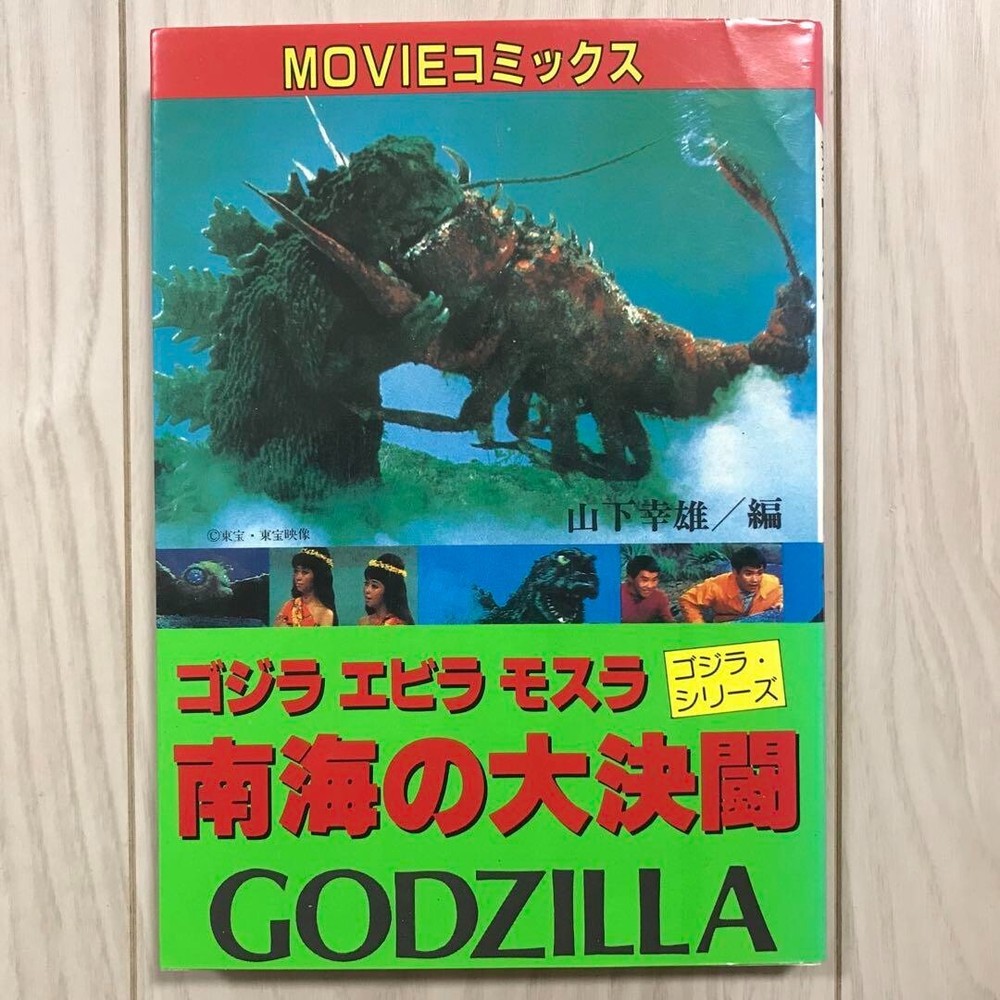 MOVIEコミックス
山下幸雄／編
©東宝・東宝映像
ゴジラ エビラ モスラ
ゴジラ・
シリーズ
南海の大決闘
GODZILLA